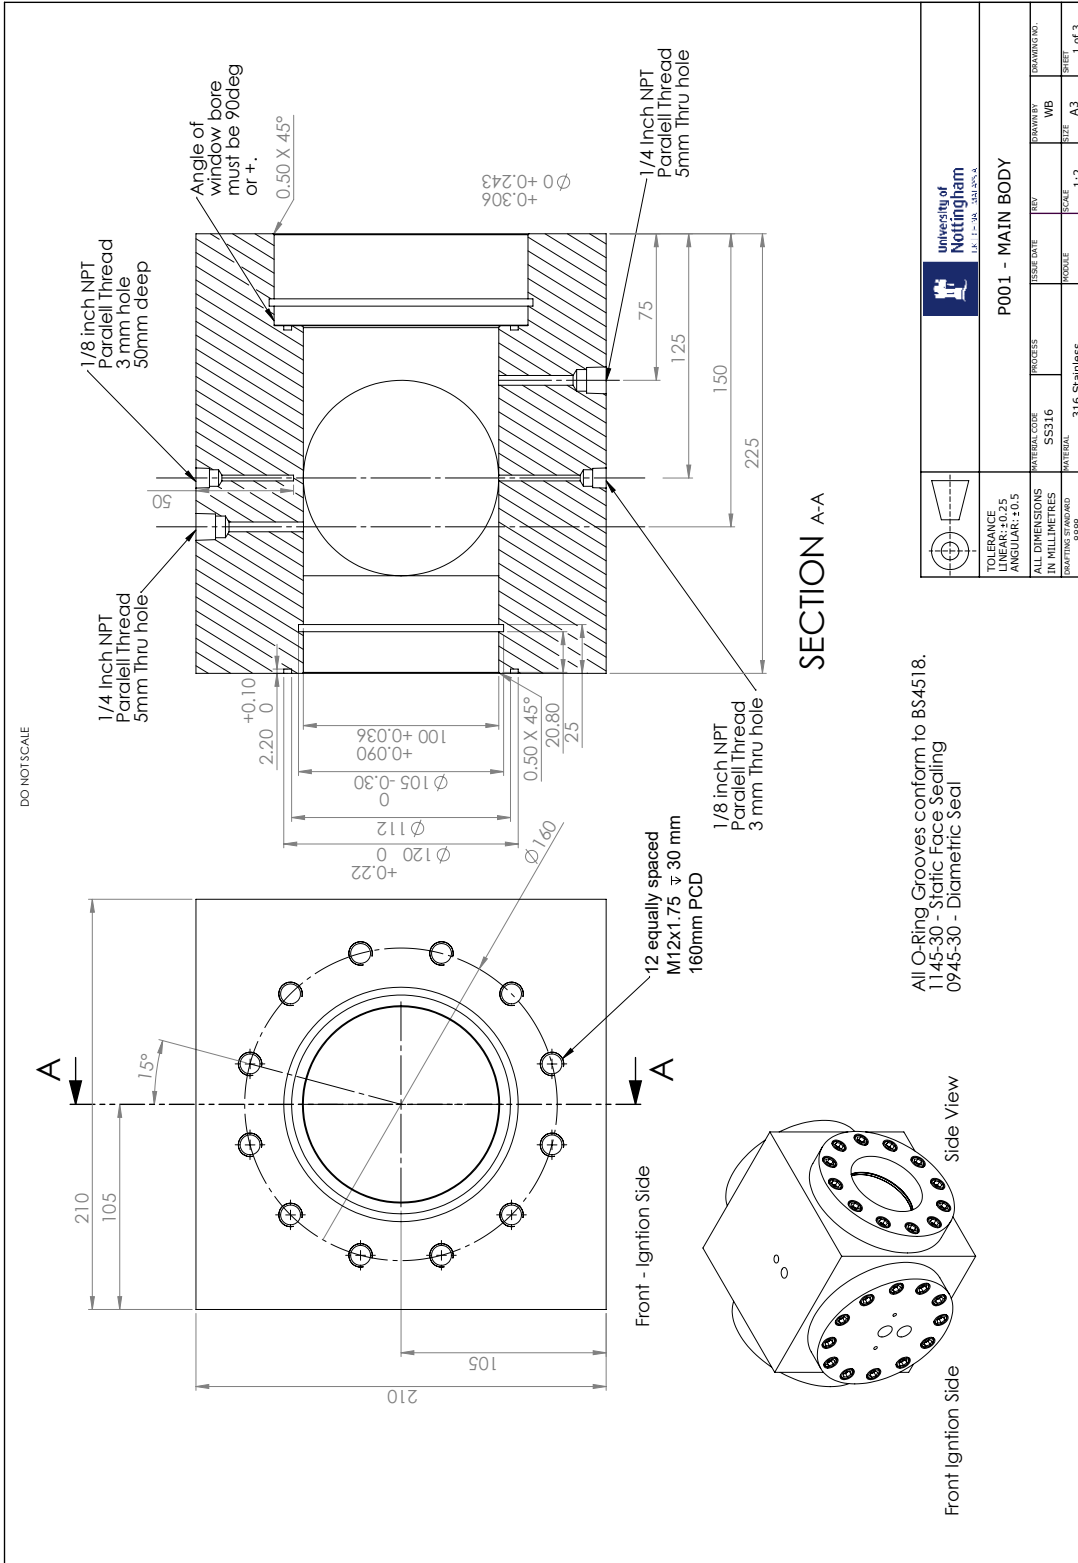 DO NOT SCALE
1/4 Inch NPT
Paralell Thread
5mm Thru hole
1/8 inch NPT
Paralell Thread
3 mm hole
50mm deep
Angle of
window bore
must be 90deg
or +.
0.50 X 45°
+0.306
Ø 0 +0.243
1/4 Inch NPT
Paralell Thread
5mm Thru hole
50
75
125
150
225
2.20 +0.10
0
+0.090
100 +0.036
0
Ø 105 -0.30
Ø 112
+0.22
Ø 120 0
0.50 X 45°
20.80
25
1/8 inch NPT
Paralell Thread
3 mm Thru hole
SECTION A-A
A
A
210
105
15°
Ø 160
105
210
12 equally spaced
M12x1.75 ↧ 30 mm
160mm PCD
Front - Igntion Side
Front Igntion Side
Side View
All O-Ring Grooves conform to BS4518.
1145-30 - Static Face Sealing
0945-30 - Diametric Seal
TOLERANCE
LINEAR: ±0.25
ANGULAR: ±0.5
ALL DIMENSIONS
IN MILLIMETRES
DRAFTING STANDARD
University of
Nottingham
P001 - MAIN BODY
MATERIAL CODE
SS316
PROCESS
ISSUE DATE
REV
DRAWN BY
WB
DRAWING NO.
MATERIAL
316 Stainless
MODULE
SCALE
1:2
SIZE
A3
SHEET
1 of 3